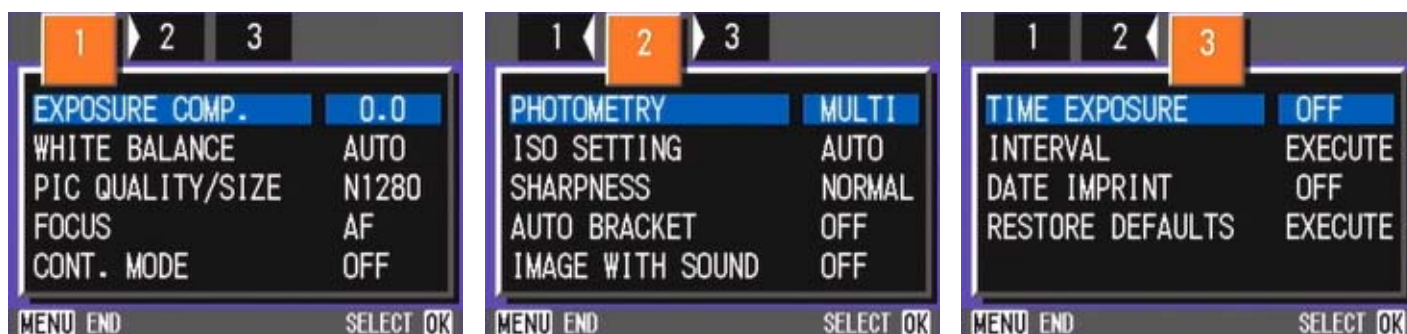 1 2 3
EXPOSURE COMP. 0.0
WHITE BALANCE AUTO
PIC QUALITY/SIZE N1280
FOCUS AF
CONT. MODE OFF
MENU END SELECT OK
1 2 3
PHOTOMETRY MULTI
ISO SETTING AUTO
SHARPNESS NORMAL
AUTO BRACKET OFF
IMAGE WITH SOUND OFF
MENU END SELECT OK
1 2 3
TIME EXPOSURE OFF
INTERVAL EXECUTE
DATE IMPRINT OFF
RESTORE DEFAULTS EXECUTE
MENU END SELECT OK